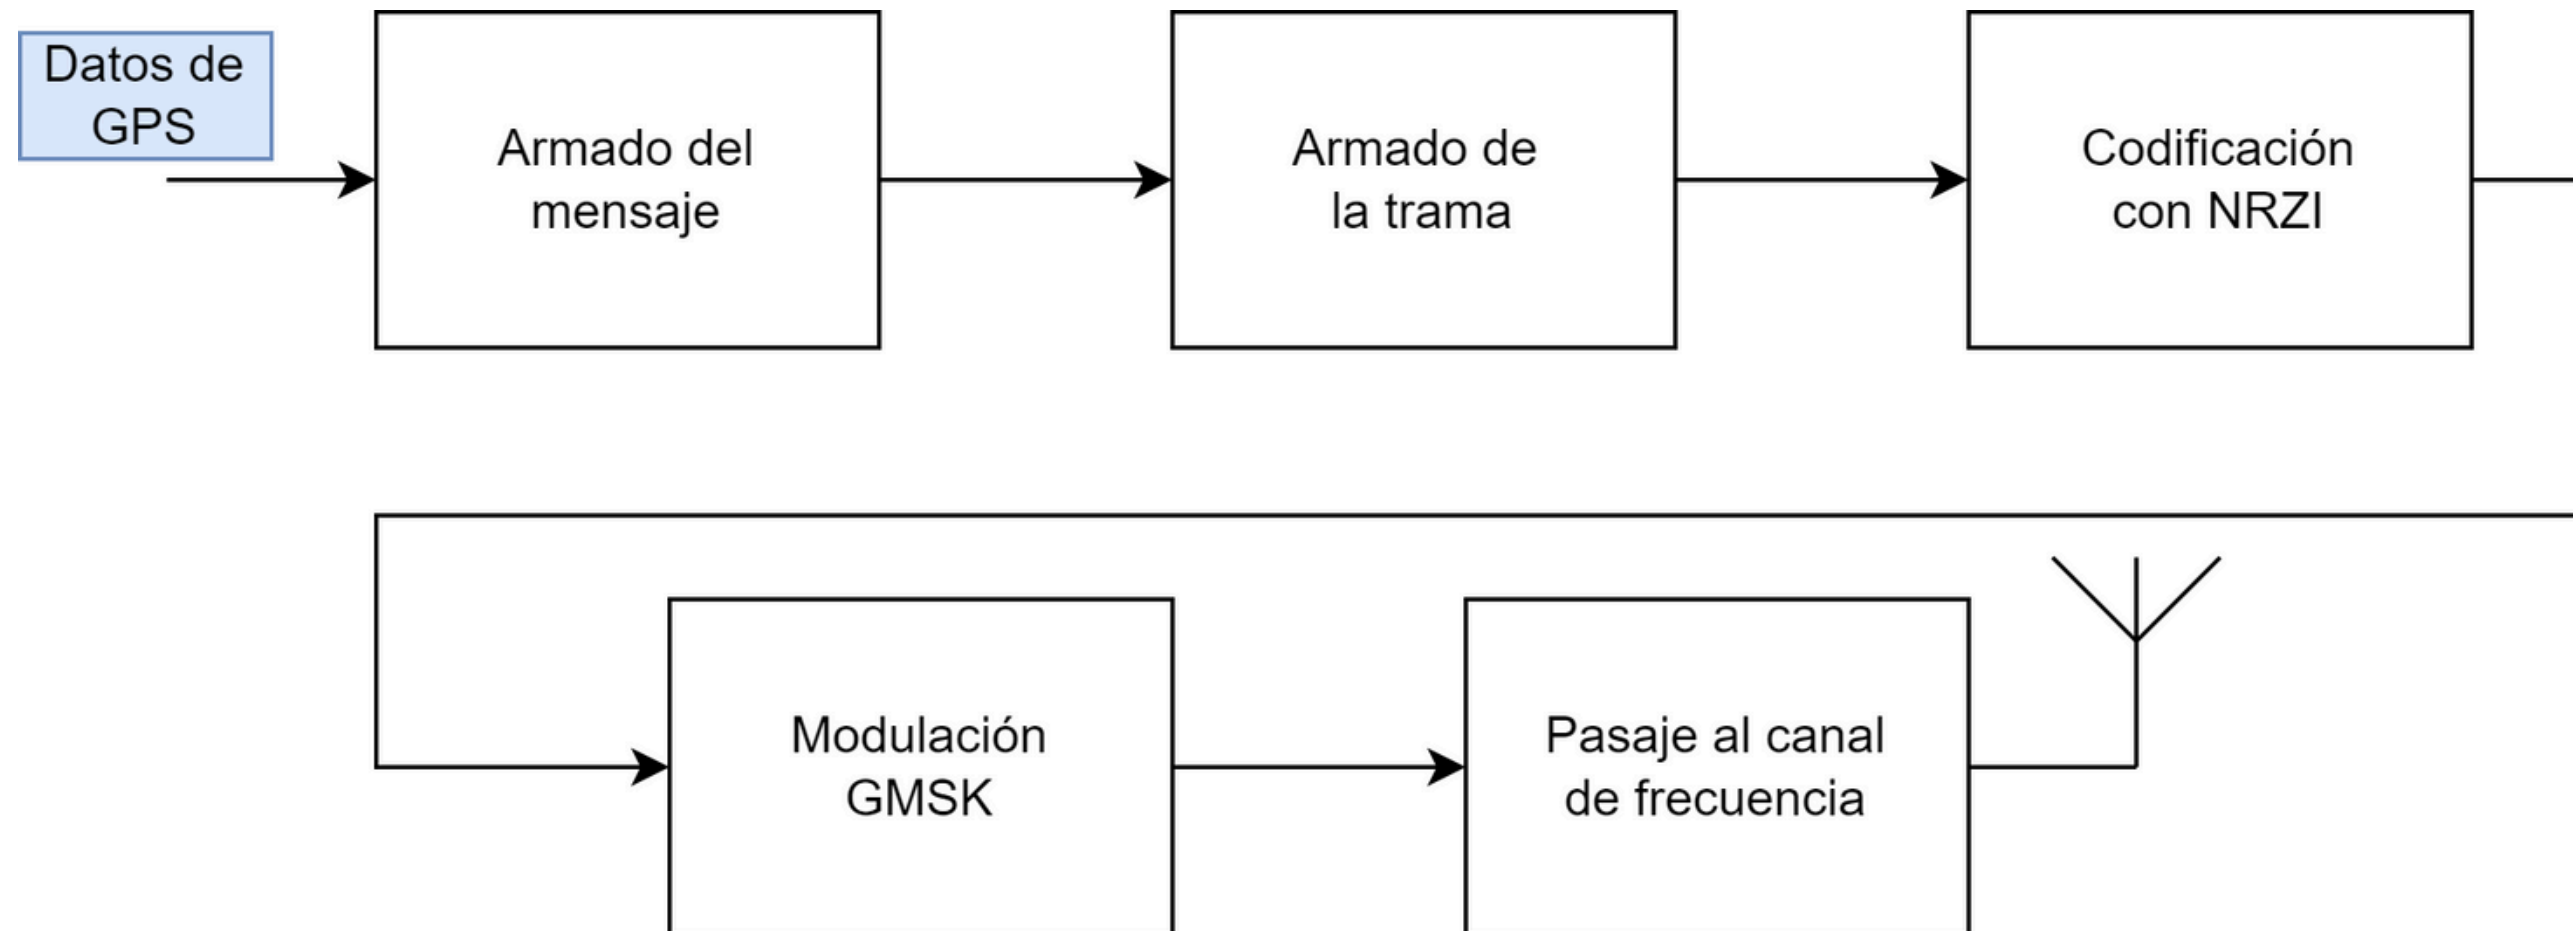 Datos de
GPS
Armado del
mensaje
Armado de
la trama
Codificación
con NRZI
Modulación
GMSK
Pasaje al canal
de frecuencia